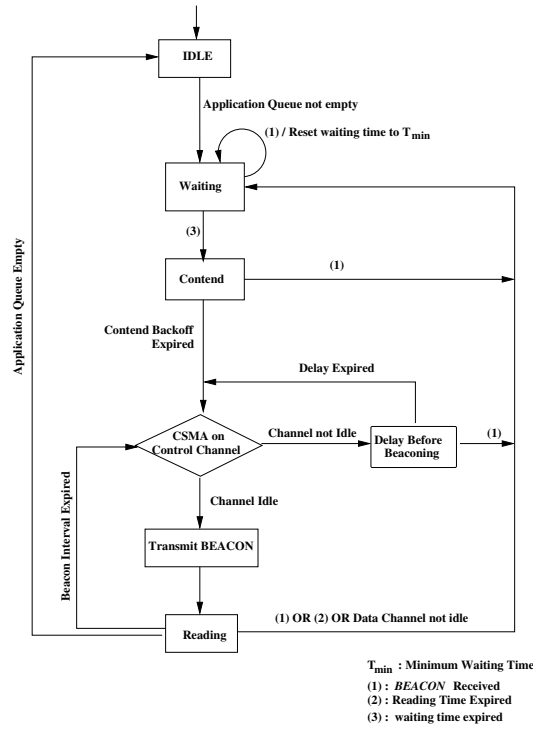 IDLE
Application Queue not empty
(1) / Reset waiting time to Tmin
Waiting
(3)
Contend
(1)
Contend Backoff
Expired
Delay Expired
CSMA on
Control Channel
Channel not Idle
Delay Before
Beaconing
(1)
Channel Idle
Transmit BEACON
Reading
(1) OR (2) OR Data Channel not idle
Application Queue Empty
Beacon Interval Expired
Tmin : Minimum Waiting Time
(1) : BEACON Received
(2) : Reading Time Expired
(3) : waiting time expired